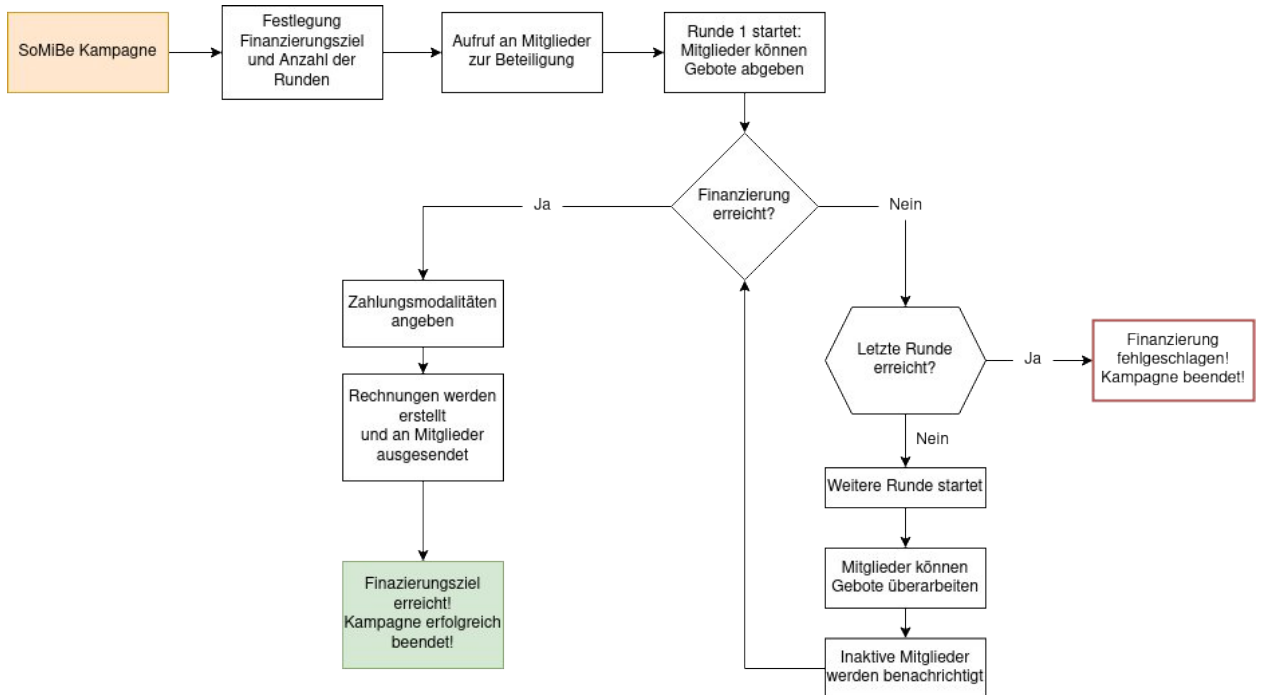 SoMiBe Kampagne
Festlegung
Finanzierungsziel
und Anzahl der
Runden
Aufruf an Mitglieder
zur Beteiligung
Runde 1 startet:
Mitglieder können
Gebote abgeben
Finanzierung
erreicht?
Ja
Nein
Zahlungsmodalitäten
angeben
Rechnungen werden
erstellt
und an Mitglieder
ausgesendet
Finazierungsziel
erreicht!
Kampagne erfolgreich
beendet!
Letzte Runde
erreicht?
Ja
Finanzierung
fehlgeschlagen!
Kampagne beendet!
Nein
Weitere Runde startet
Mitglieder können
Gebote überarbeiten
Inaktive Mitglieder
werden benachrichtigt